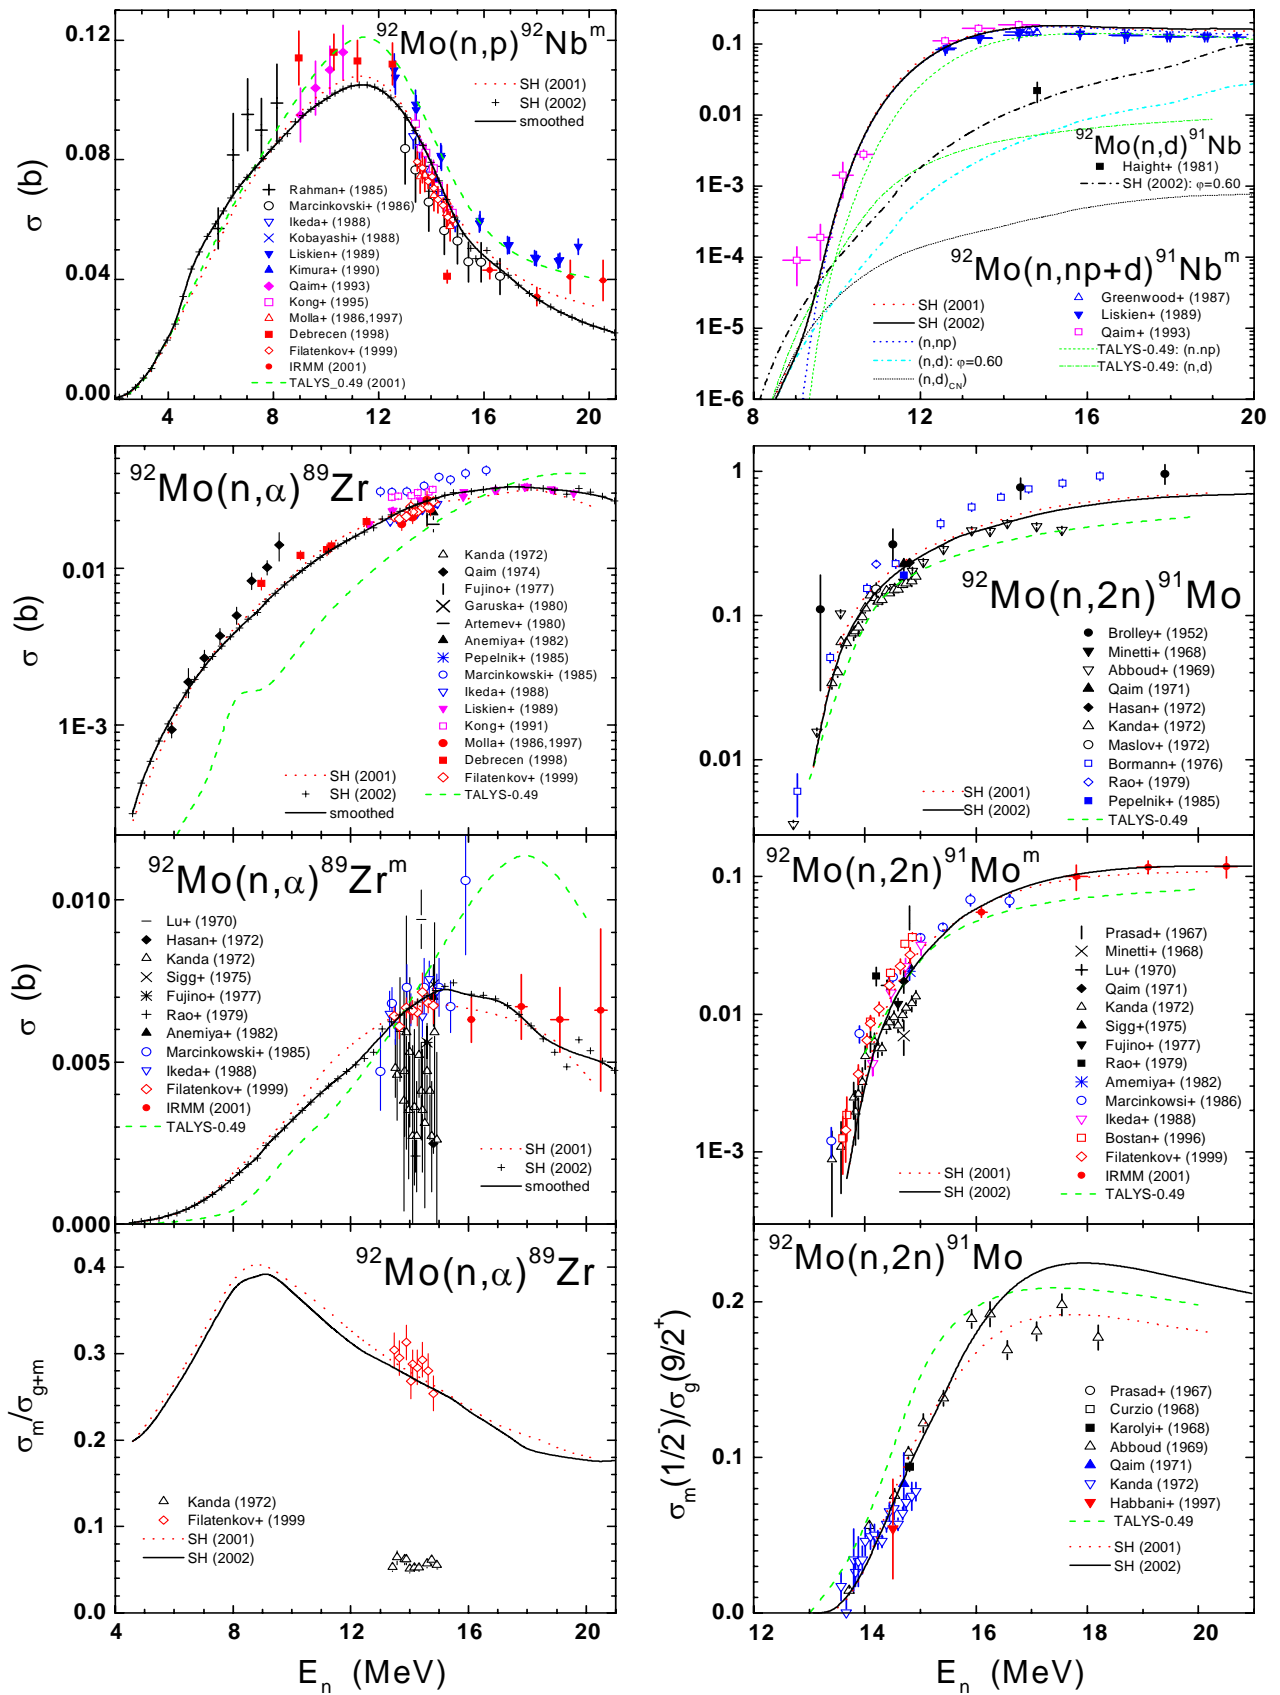 92Mo(n,p)92Nbm
SH (2001)
SH (2002)
smoothed
Rahman+ (1985)
Marcinkovski+ (1986)
Ikeda+ (1988)
Kobayashi+ (1988)
Liskien+ (1989)
Kimura+ (1990)
Qaim+ (1993)
Kong+ (1995)
Molla+ (1986,1997)
Debrecen (1998)
Filatenkov+ (1999)
IRMM (2001)
TALYS_0.49 (2001)
σ (b)
0.12
0.08
0.04
0.00
4 8 12 16 20
92Mo(n,d)91Nb
Haight+ (1981)
SH (2002): φ=0.60
92Mo(n,np+d)91Nbm
Greenwood+ (1987)
Liskien+ (1989)
Qaim+ (1993)
TALYS-0.49: (n.np)
TALYS-0.49: (n,d)
SH (2001)
SH (2002)
(n,np)
(n,d): φ=0.60
(n,d)CN
0.1
0.01
1E-3
1E-4
1E-5
1E-6
8 10 12 14 16 18 20
92Mo(n,α)89Zr
Kanda (1972)
Qaim (1974)
Fujino+ (1977)
Garuska+ (1980)
Artemev+ (1980)
Anemiya+ (1982)
Pepelnik+ (1985)
Marcinkowski+ (1985)
Ikeda+ (1988)
Liskien+ (1989)
Kong+ (1991)
Molla+ (1986,1997)
Debrecen (1998)
Filatenkov+ (1999)
TALYS-0.49
SH (2001)
SH (2002)
smoothed
σ (b)
0.01
1E-3
92Mo(n,2n)91Mo
Brolley+ (1952)
Minetti+ (1968)
Abboud+ (1969)
Qaim (1971)
Hasan+ (1972)
Kanda+ (1972)
Maslov+ (1972)
Bormann+ (1976)
Rao+ (1979)
Pepelnik+ (1985)
TALYS-0.49
SH (2001)
SH (2002)
1
0.1
0.01
92Mo(n,α)89Zrm
Lu+ (1970)
Hasan+ (1972)
Kanda (1972)
Sigg+ (1975)
Fujino+ (1977)
Rao+ (1979)
Anemiya+ (1982)
Marcinkowski+ (1985)
Ikeda+ (1988)
Filatenkov+ (1999)
IRMM (2001)
TALYS-0.49
SH (2001)
SH (2002)
smoothed
σ (b)
0.010
0.005
0.000
92Mo(n,2n)91Mom
Prasad+ (1967)
Minetti+ (1968)
Lu+ (1970)
Qaim (1971)
Kanda (1972)
Sigg+(1975)
Fujino+ (1977)
Rao+ (1979)
Amemiya+ (1982)
Marcinkowsi+ (1986)
Ikeda+ (1988)
Bostan+ (1996)
Filatenkov+ (1999)
IRMM (2001)
TALYS-0.49
SH (2001)
SH (2002)
0.1
0.01
1E-3
92Mo(n,α)89Zr
Kanda (1972)
Filatenkov+ (1999
SH (2001)
SH (2002)
σm/σg+m
0.4
0.3
0.2
0.1
0.0
4 8 12 16 20
En (MeV)
92Mo(n,2n)91Mo
Prasad+ (1967)
Curzio (1968)
Karolyi+ (1968)
Abboud (1969)
Qaim (1971)
Kanda (1972)
Habbani+ (1997)
TALYS-0.49
SH (2001)
SH (2002)
σm(1/2-)/σg(9/2+)
0.2
0.1
0.0
12 14 16 18 20
En (MeV)